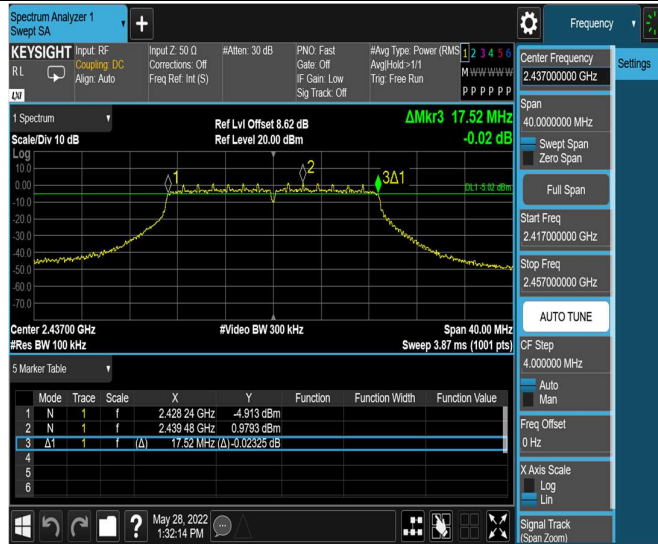 Spectrum Analyzer 1
Swept SA
Frequency
KEYSIGHT
Input: RF
Coupling: DC
Align: Auto
Input Z: 50 Ω
Corrections: Off
Freq Ref: Int (S)
#Atten: 30 dB
PNO: Fast
Gate: Off
IF Gain: Low
Sig Track: Off
#Avg Type: Power (RMS
Avg|Hold:>1/1
Trig: Free Run
1 2 3 4 5 6
M W W W W W
P P P P P P
R L
LXI
1 Spectrum
Scale/Div 10 dB
Log
Ref Lvl Offset 8.62 dB
Ref Level 20.00 dBm
ΔMkr3 17.52 MHz
-0.02 dB
10.0
0.00
-10.0
-20.0
-30.0
-40.0
-50.0
-60.0
-70.0
1
2
3Δ1
DL1 -5.02 dBm
Center 2.43700 GHz
#Video BW 300 kHz
Span 40.00 MHz
#Res BW 100 kHz
Sweep 3.87 ms (1001 pts)
5 Marker Table
Mode Trace Scale X Y Function Function Width Function Value
1 N 1 f 2.428 24 GHz -4.913 dBm
2 N 1 f 2.439 48 GHz 0.9793 dBm
3 Δ1 1 f (Δ) 17.52 MHz (Δ) -0.02325 dB
4
5
6
May 28, 2022
1:32:14 PM
Center Frequency
2.437000000 GHz
Settings
Span
40.0000000 MHz
Swept Span
Zero Span
Full Span
Start Freq
2.417000000 GHz
Stop Freq
2.457000000 GHz
AUTO TUNE
CF Step
4.000000 MHz
Auto
Man
Freq Offset
0 Hz
X Axis Scale
Log
Lin
Signal Track
(Span Zoom)